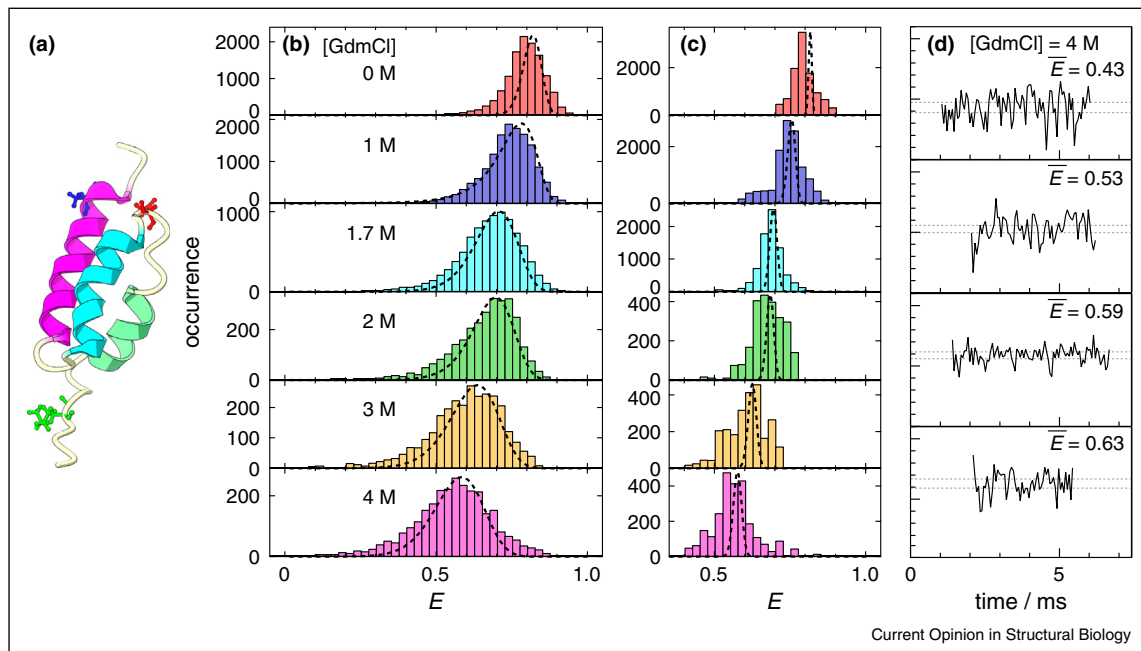 (a)
(b) [GdmCl]
0 M
1 M
1.7 M
2 M
3 M
4 M
occurrence
2000
1000
0
2000
1000
0
1000
0
200
0
200
100
0
200
0
0 0.5 1.0
E
(c)
2000
0
2000
0
2000
1000
0
400
200
0
400
200
0
400
200
0
0.5 1.0
E
(d) [GdmCl] = 4 M
E = 0.43
E = 0.53
E = 0.59
E = 0.63
0 5
time / ms
Current Opinion in Structural Biology